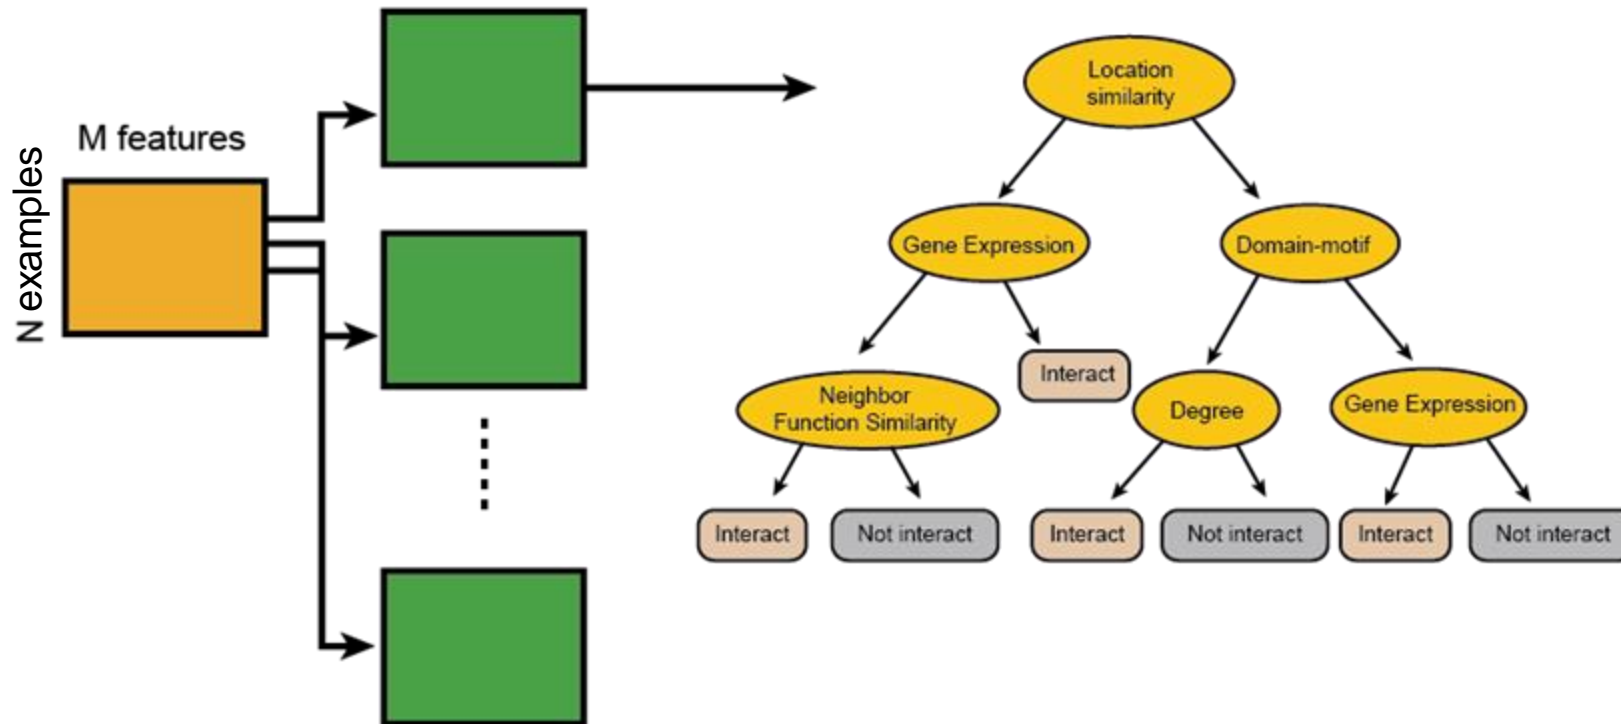 M features
N examples
Location
similarity
Gene Expression
Domain-motif
Interact
Neighbor
Function Similarity
Degree
Gene Expression
Interact
Not interact
Interact
Not interact
Interact
Not interact